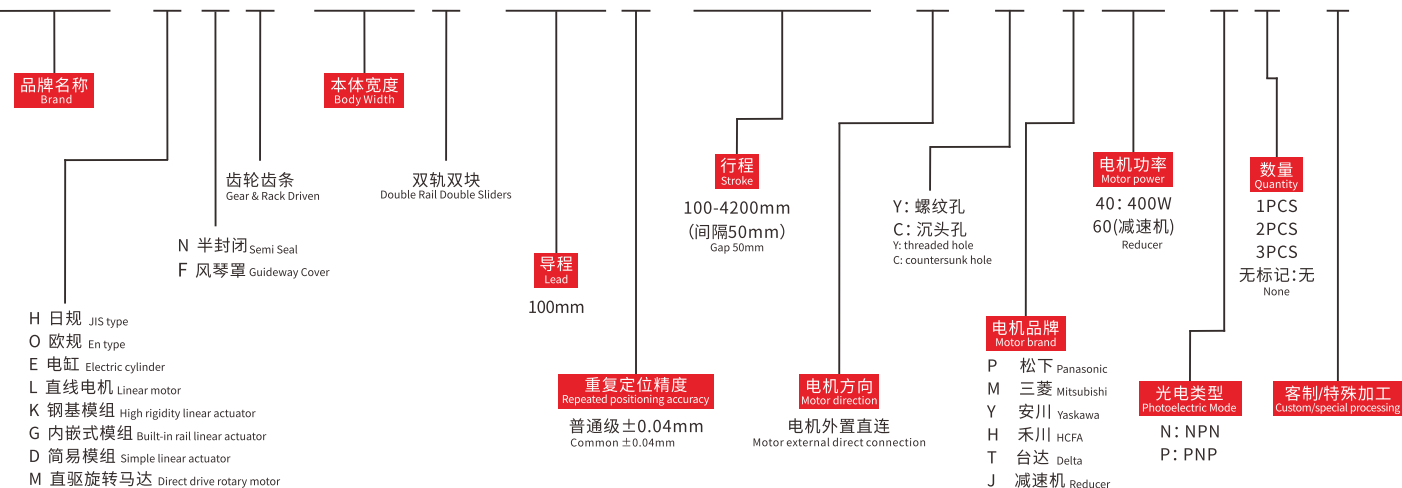 品牌名称
Brand
H 日规 JIS type
O 欧规 En type
E 电缸 Electric cylinder
L 直线电机 Linear motor
K 钢基模组 High rigidity linear actuator
G 内嵌式模组 Built-in rail linear actuator
D 简易模组 Simple linear actuator
M 直驱旋转马达 Direct drive rotary motor
N 半封闭 Semi Seal
F 风琴罩 Guideway Cover
齿轮齿条
Gear & Rack Driven
本体宽度
Body Width
双轨双块
Double Rail Double Sliders
导程
Lead
100mm
重复定位精度
Repeated positioning accuracy
普通级±0.04mm
Common ±0.04mm
行程
Stroke
100-4200mm
(间隔50mm)
Gap 50mm
电机方向
Motor direction
电机外置直连
Motor external direct connection
Y: 螺纹孔
C: 沉头孔
Y: threaded hole
C: countersunk hole
电机品牌
Motor brand
P 松下 Panasonic
M 三菱 Mitsubishi
Y 安川 Yaskawa
H 禾川 HCFA
T 台达 Delta
J 减速机 Reducer
电机功率
Motor power
40: 400W
60(减速机)
Reducer
光电类型
Photoelectric Mode
N: NPN
P: PNP
数量
Quantity
1PCS
2PCS
3PCS
无标记:无
None
客制/特殊加工
Custom/special processing